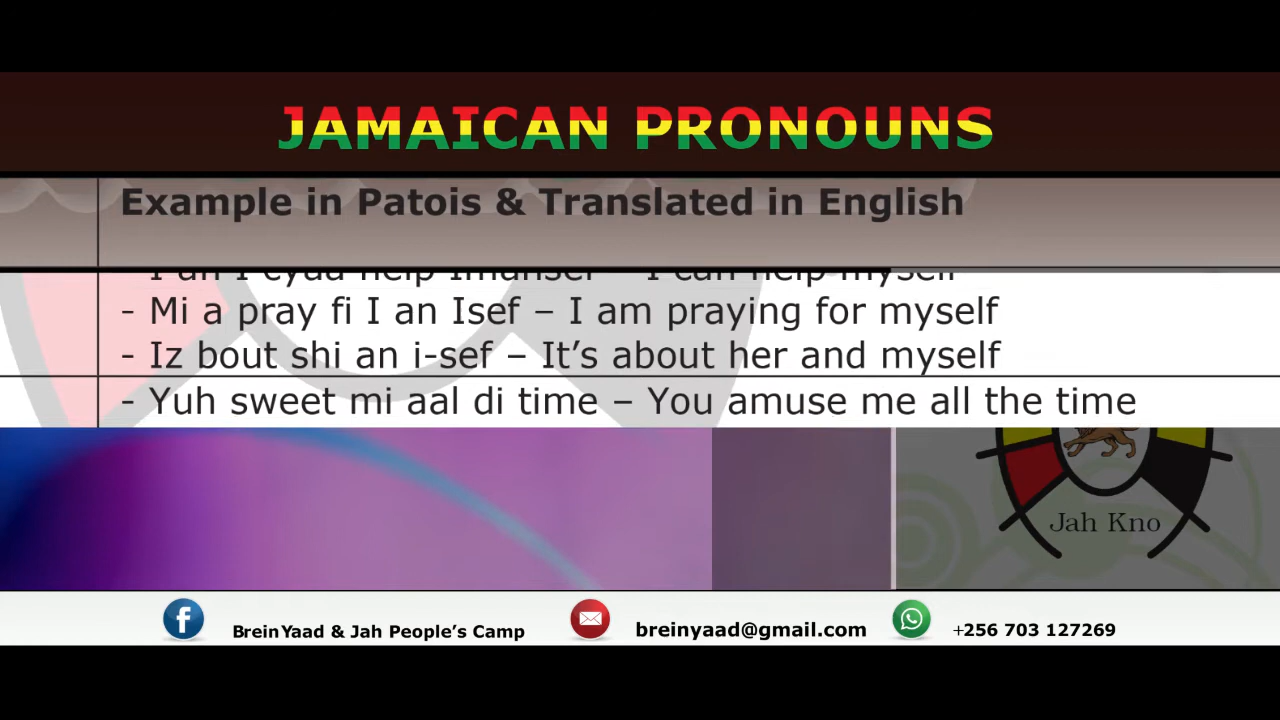 JAMAICAN PRONOUNS
Example in Patois & Translated in English
- Mi a pray fi I an Isef – I am praying for myself
- Iz bout shi an i-sef – It’s about her and myself
- Yuh sweet mi aal di time – You amuse me all the time
Jah Kno
BreinYaad & Jah People’s Camp
breinyaad@gmail.com
+256 703 127269